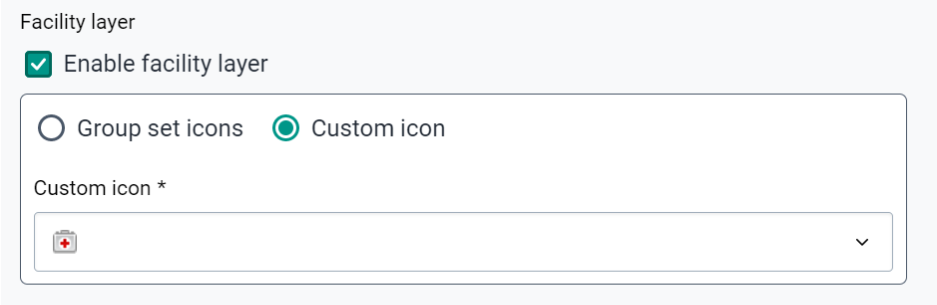 Facility layer
Enable facility layer
Group set icons Custom icon
Custom icon *